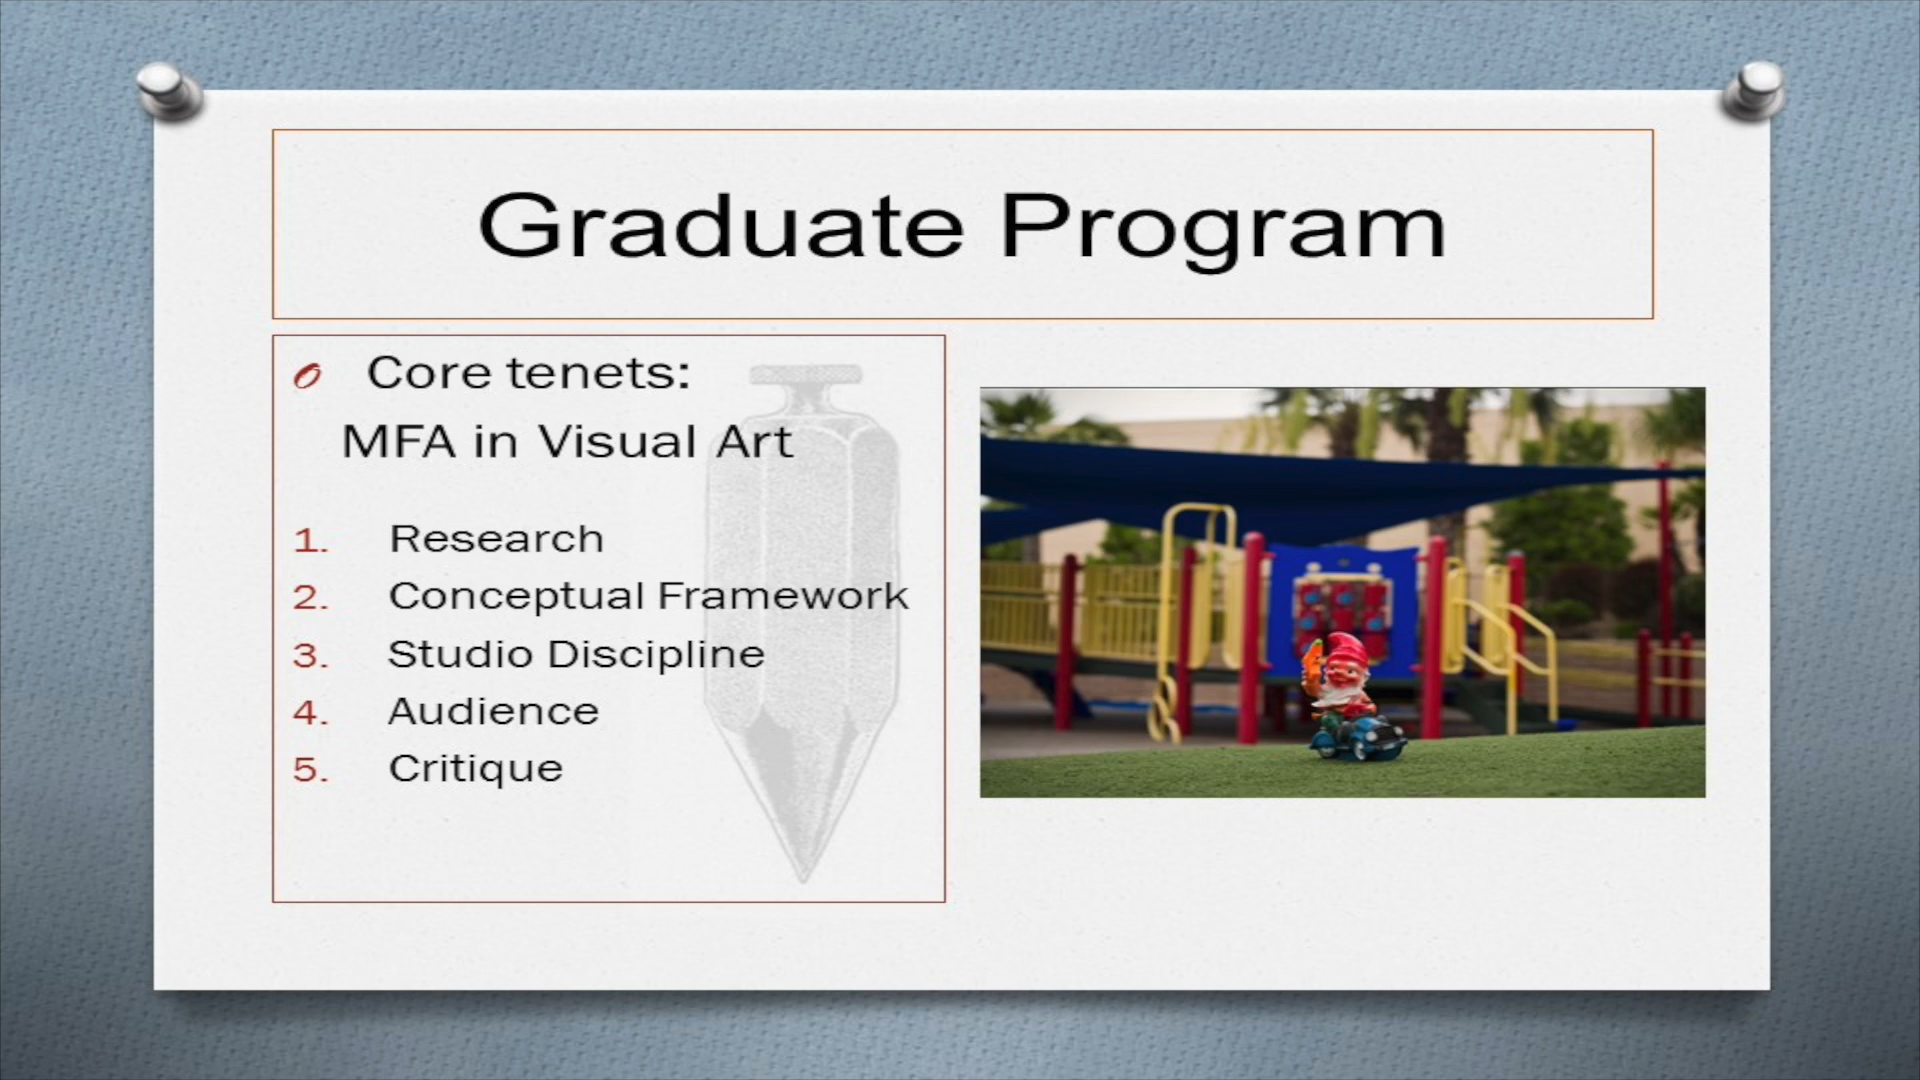 Graduate Program
Core tenets:
MFA in Visual Art
1. Research
2. Conceptual Framework
3. Studio Discipline
4. Audience
5. Critique